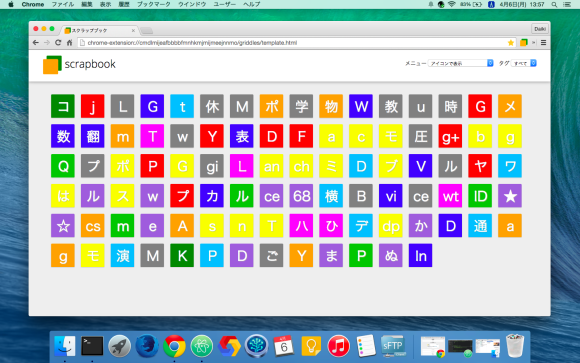 Chrome ファイル 編集 表示 履歴 ブックマーク ウインドウ ユーザー ヘルプ 83% 4月6日(月) 13:57
スクラップブック Daiki
chrome-extension://cmdlmijeafbbbbfmnhkmjmijmeejnnmo/griddles/template.html
scrapbook メニュー アイコンで表示 タグ すべて
コ j L G t 休 M ポ 学 物 W 教 u 時 G メ
数 翻 m T w Y 表 D F a c モ 圧 g+ b g
Q プ ポ P G gi L an ch ミ D ブ V ル ヤ ワ
は ル ス w プ カ ル ce 68 横 B vi ce wt ID ★
☆ cs m e A s n T ハ ひ デ dp か D 通 a
g モ 演 M K P D ご Y ま P ぬ In
6
SFTP